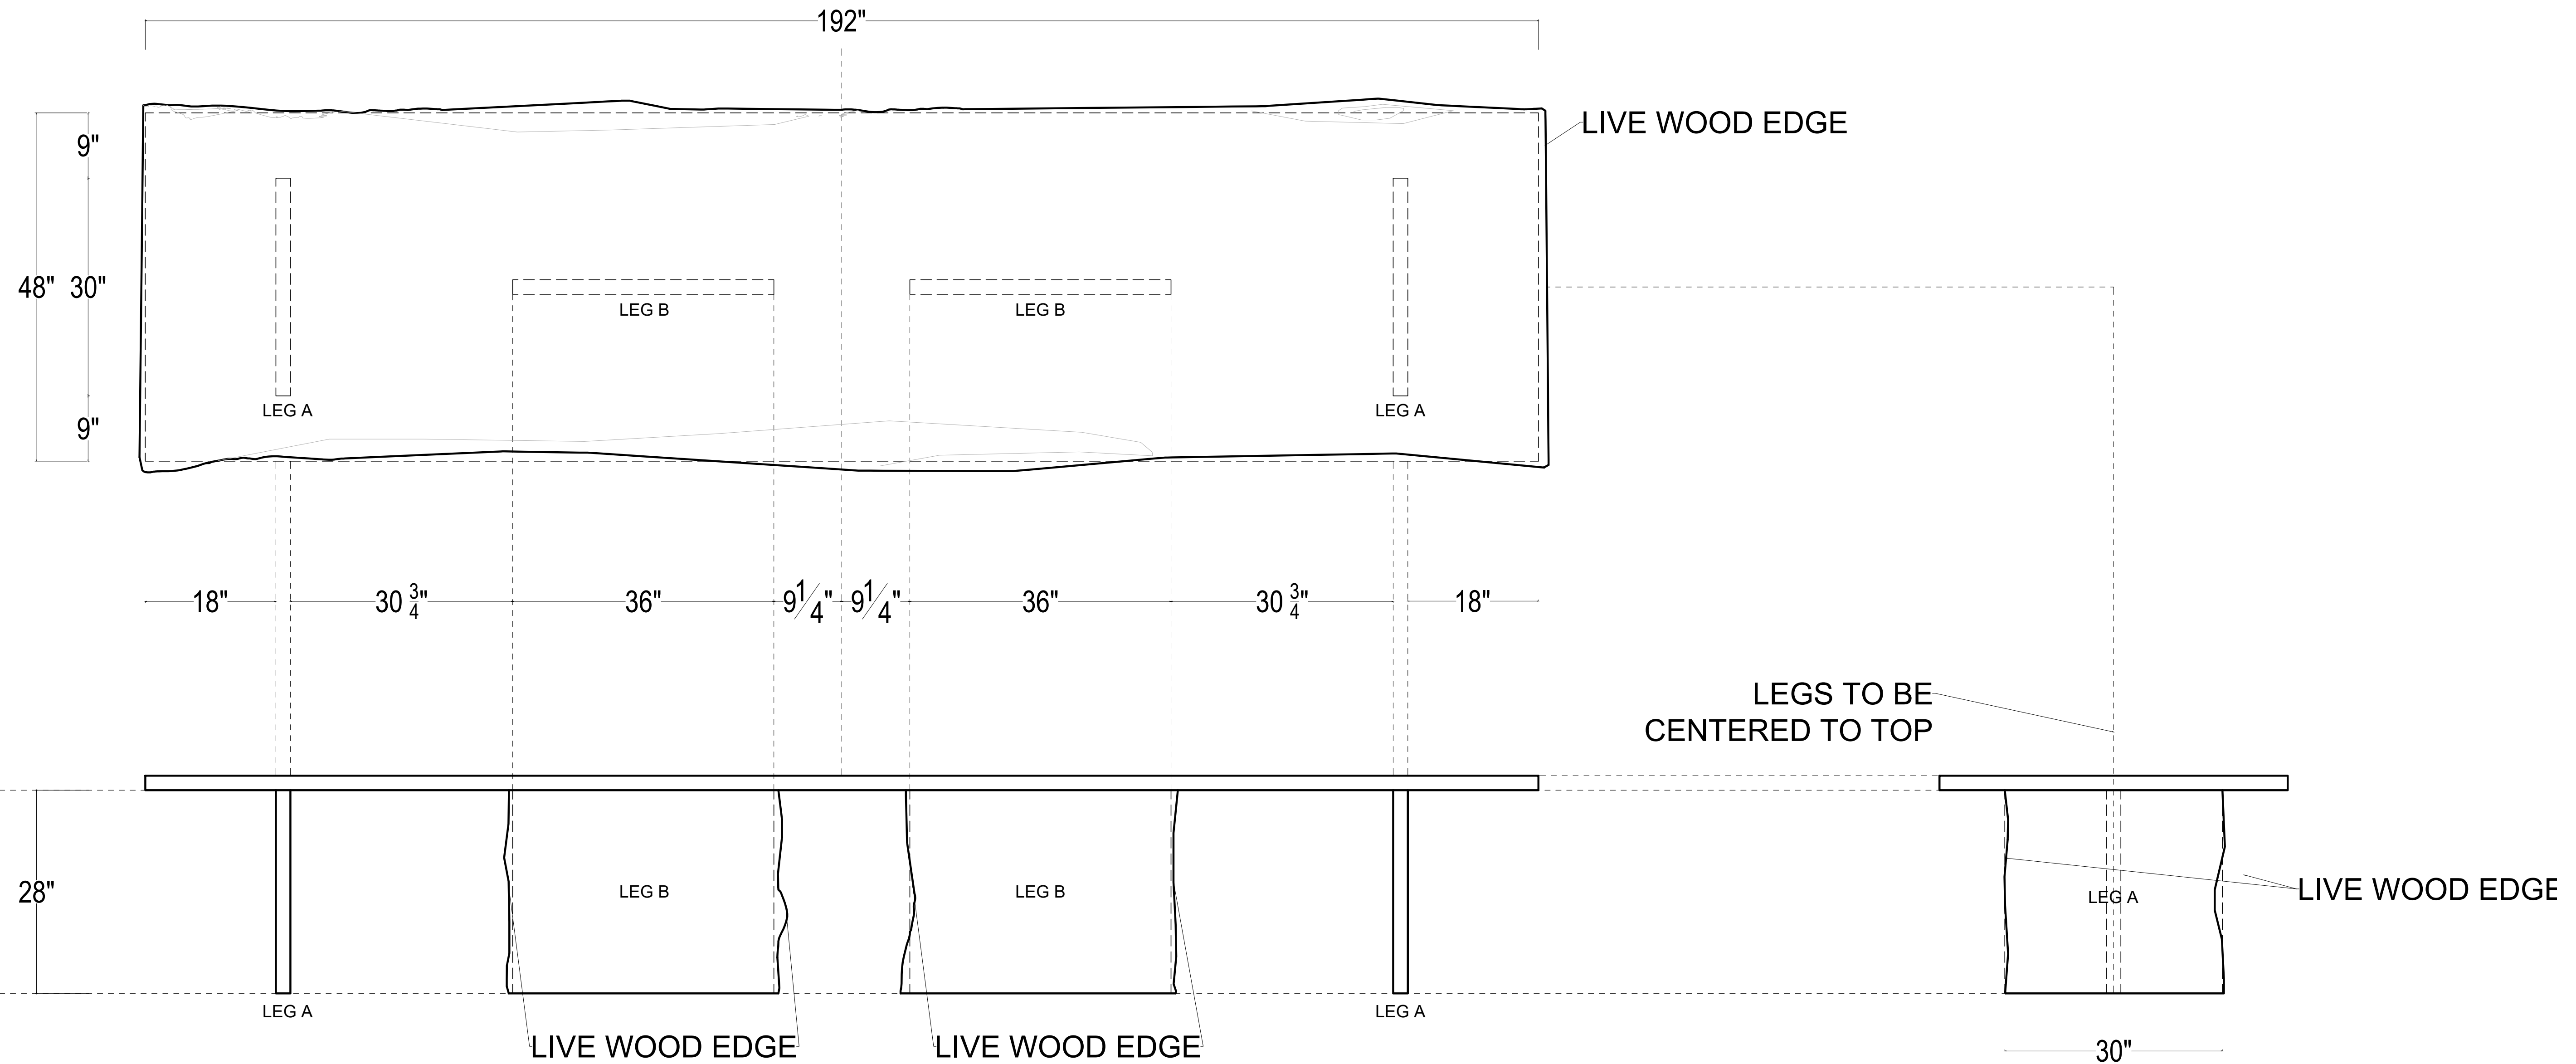 192"
LIVE WOOD EDGE
9"
48"
30"
LEG B
LEG B
LEG A
LEG A
9"
18"
30 3/4"
36"
9 1/4"
9 1/4"
36"
30 3/4"
18"
LEGS TO BE
CENTERED TO TOP
28"
LEG B
LEG B
LEG A
LIVE WOOD EDGE
LEG A
LEG A
LIVE WOOD EDGE
LIVE WOOD EDGE
30"